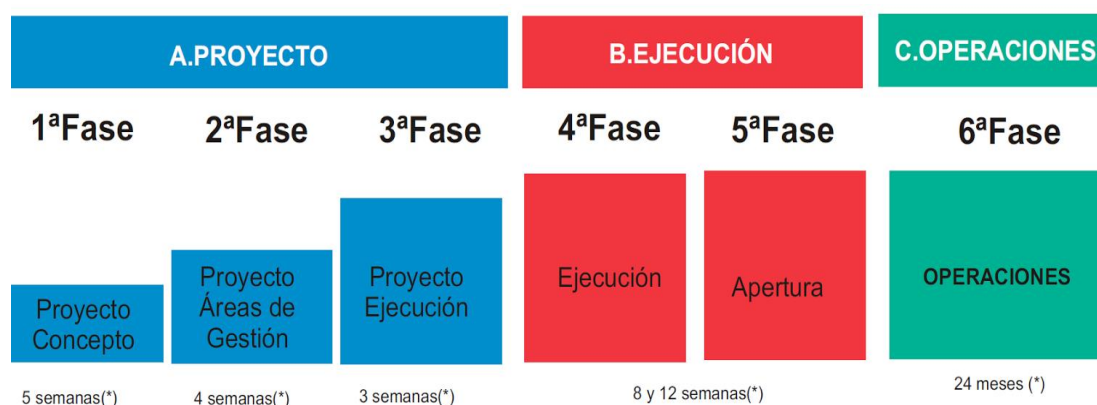 A.PROYECTO
B.EJECUCIÓN
C.OPERACIONES
1ªFase
2ªFase
3ªFase
4ªFase
5ªFase
6ªFase
Proyecto
Concepto
Proyecto
Áreas de
Gestión
Proyecto
Ejecución
Ejecución
Apertura
OPERACIONES
5 semanas(*)
4 semanas(*)
3 semanas(*)
8 y 12 semanas(*)
24 meses (*)